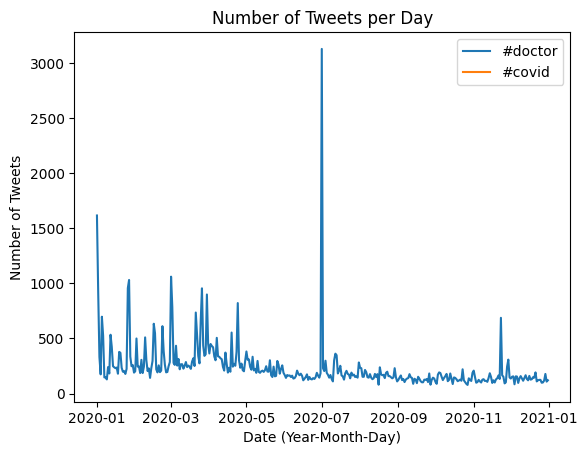 Number of Tweets per Day
#doctor
#covid
Number of Tweets
3000
2500
2000
1500
1000
500
0
2020-01 2020-03 2020-05 2020-07 2020-09 2020-11 2021-01
Date (Year-Month-Day)